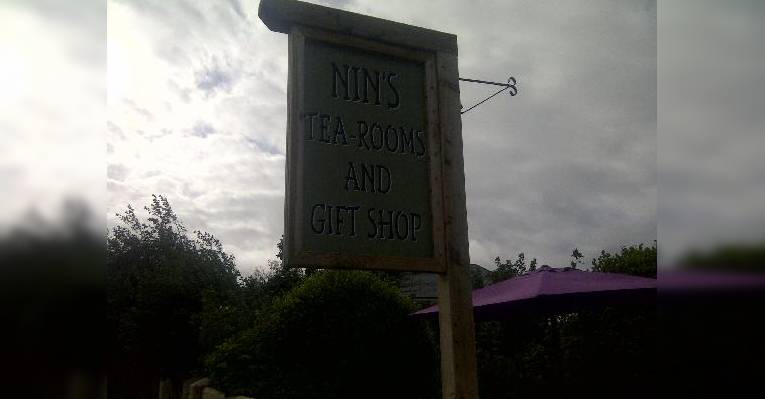 NIN'S
TEA-ROOMS
AND
GIFT SHOP